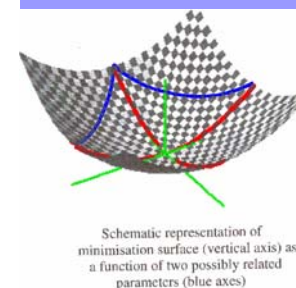 Schematic representation of
minimisation surface (vertical axis) as
a function of two possibly related
parameters (blue axes)